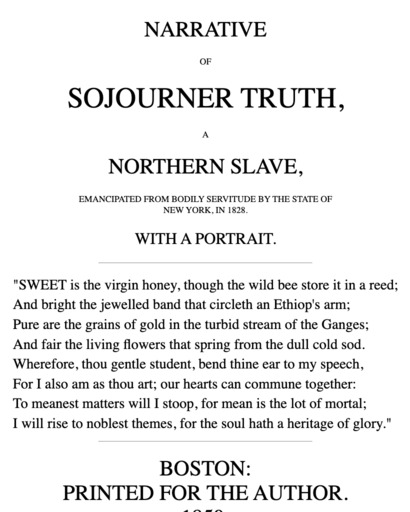 NARRATIVE
OF
SOJOURNER TRUTH,
A
NORTHERN SLAVE,
EMANCIPATED FROM BODILY SERVITUDE BY THE STATE OF
NEW YORK, IN 1828.
WITH A PORTRAIT.
"SWEET is the virgin honey, though the wild bee store it in a reed;
And bright the jewelled band that circleth an Ethiop's arm;
Pure are the grains of gold in the turbid stream of the Ganges;
And fair the living flowers that spring from the dull cold sod.
Wherefore, thou gentle student, bend thine ear to my speech,
For I also am as thou art; our hearts can commune together:
To meanest matters will I stoop, for mean is the lot of mortal;
I will rise to noblest themes, for the soul hath a heritage of glory."
BOSTON:
PRINTED FOR THE AUTHOR.